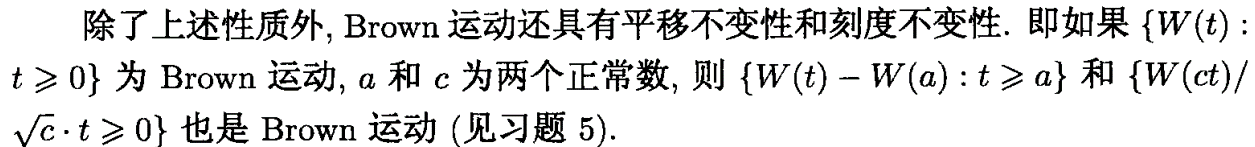 除了上述性质外, Brown 运动还具有平移不变性和刻度不变性. 即如果 {W(t) :
t ⩾ 0} 为 Brown 运动, a 和 c 为两个正常数, 则 {W(t) − W(a) : t ⩾ a} 和 {W(ct)/
√c · t ⩾ 0} 也是 Brown 运动 (见习题 5).